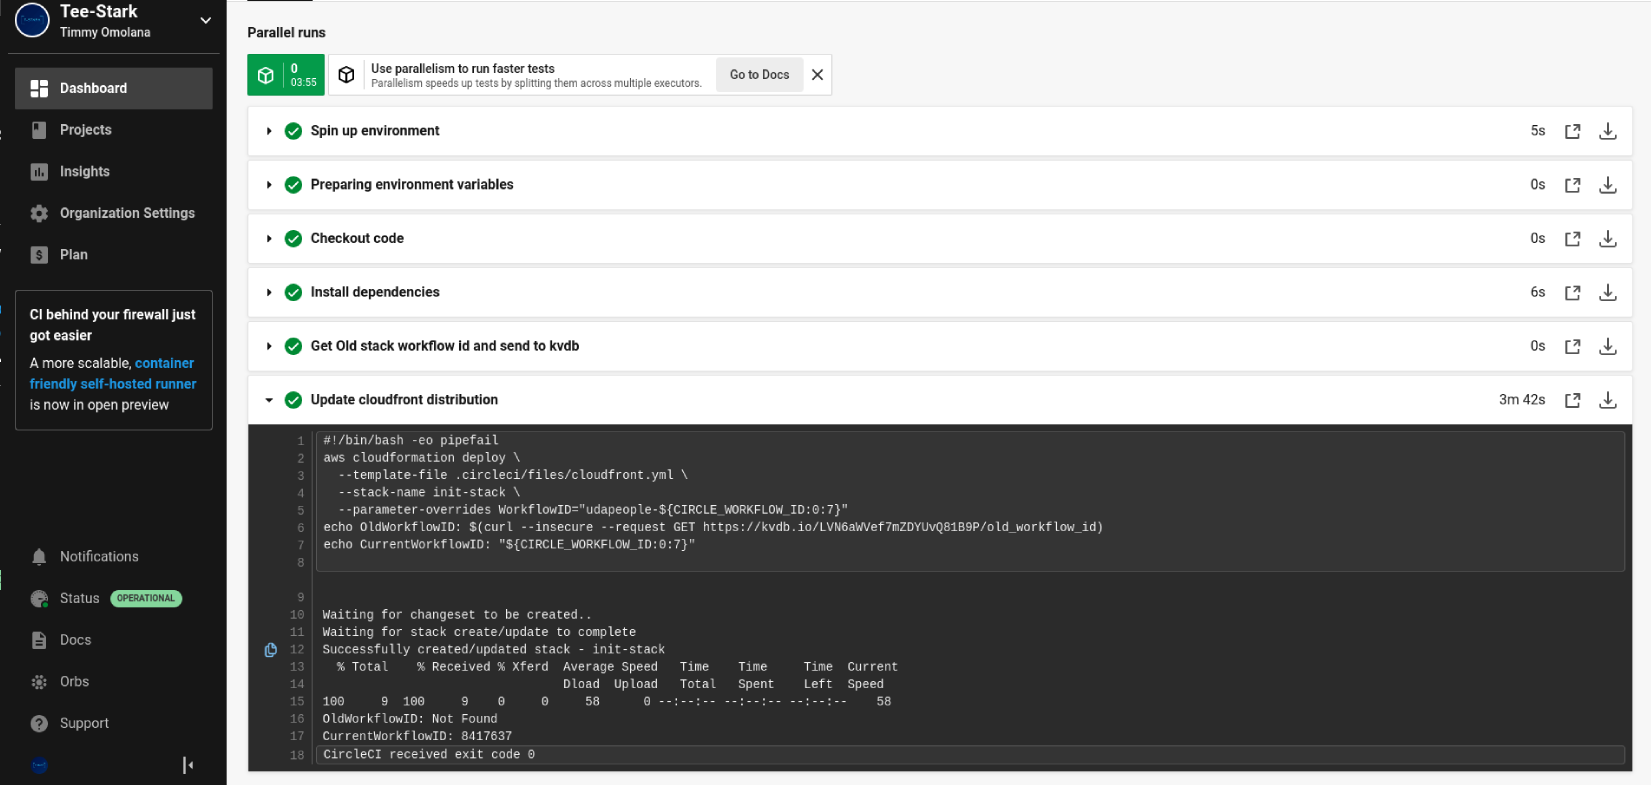 Tee-Stark
Timmy Omolana
Dashboard
Projects
Insights
Organization Settings
Plan
CI behind your firewall just
got easier
A more scalable, container
friendly self-hosted runner
is now in open preview
Notifications
Status OPERATIONAL
Docs
Orbs
Support
Parallel runs
0
03:55
Use parallelism to run faster tests
Parallelism speeds up tests by splitting them across multiple executors.
Go to Docs
Spin up environment 5s
Preparing environment variables 0s
Checkout code 0s
Install dependencies 6s
Get Old stack workflow id and send to kvdb 0s
Update cloudfront distribution 3m 42s
1 #!/bin/bash -eo pipefail
2 aws cloudformation deploy \
3   --template-file .circleci/files/cloudfront.yml \
4   --stack-name init-stack \
5   --parameter-overrides WorkflowID="udapeople-${CIRCLE_WORKFLOW_ID:0:7}"
6 echo OldWorkflowID: $(curl --insecure --request GET https://kvdb.io/LVN6aWVef7mZDYUvQ81B9P/old_workflow_id)
7 echo CurrentWorkflowID: "${CIRCLE_WORKFLOW_ID:0:7}"
8
9
10 Waiting for changeset to be created..
11 Waiting for stack create/update to complete
12 Successfully created/updated stack - init-stack
13   % Total    % Received % Xferd  Average Speed   Time    Time     Time  Current
14                                  Dload  Upload   Total   Spent    Left  Speed
15 100     9  100     9    0     0     58      0 --:--:-- --:--:-- --:--:--    58
16 OldWorkflowID: Not Found
17 CurrentWorkflowID: 8417637
18 CircleCI received exit code 0